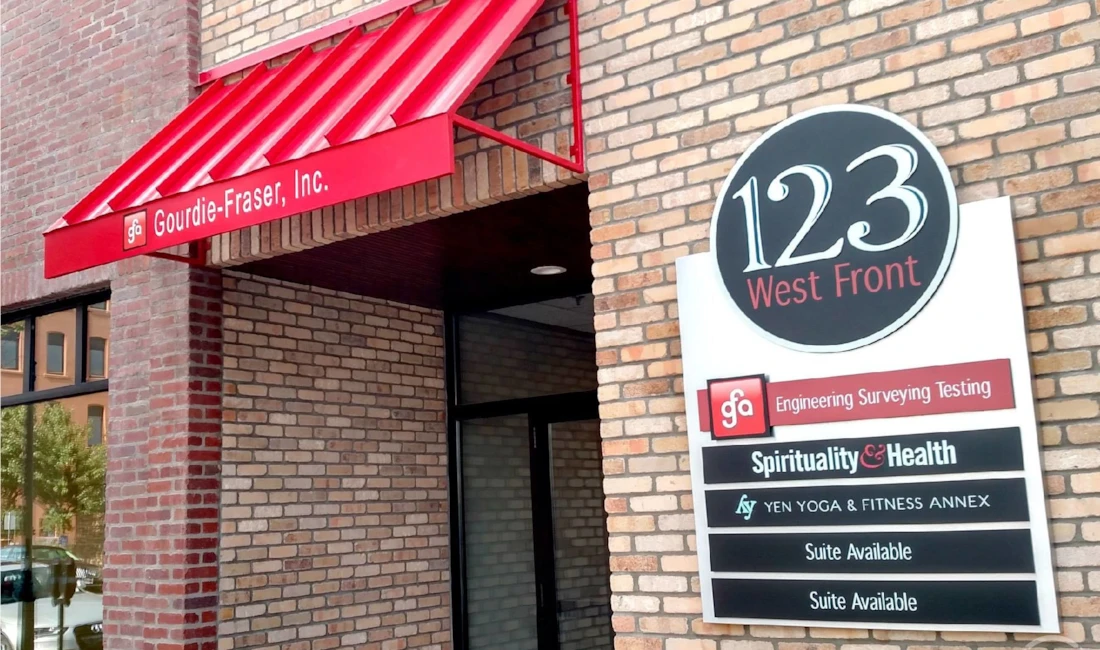 gfa Gourdie-Fraser, Inc.
123
West Front
gfa Engineering Surveying Testing
Spirituality & Health
YEN YOGA & FITNESS ANNEX
Suite Available
Suite Available